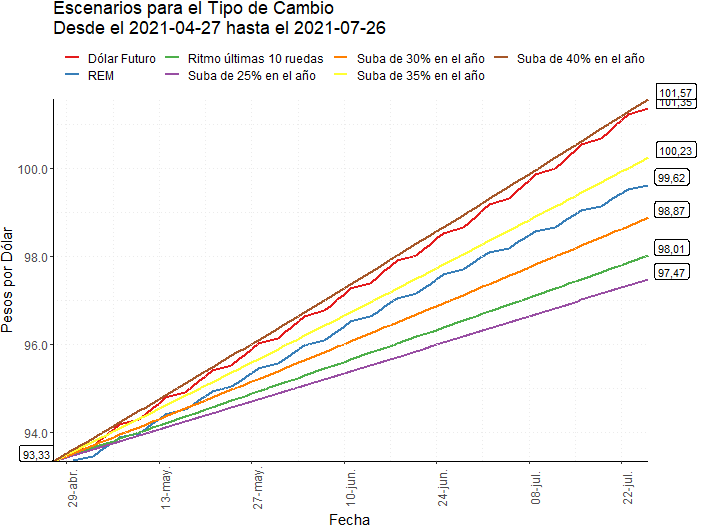 Escenarios para el Tipo de Cambio
Desde el 2021-04-27 hasta el 2021-07-26
Dólar Futuro
Ritmo últimas 10 ruedas
Suba de 30% en el año
Suba de 40% en el año
REM
Suba de 25% en el año
Suba de 35% en el año
101,57
101,35
100,23
99,62
98,87
98,01
97,47
93,33
Pesos por Dólar
100.0
98.0
96.0
94.0
29-abr.
13-may.
27-may.
10-jun.
24-jun.
08-jul.
22-jul.
Fecha